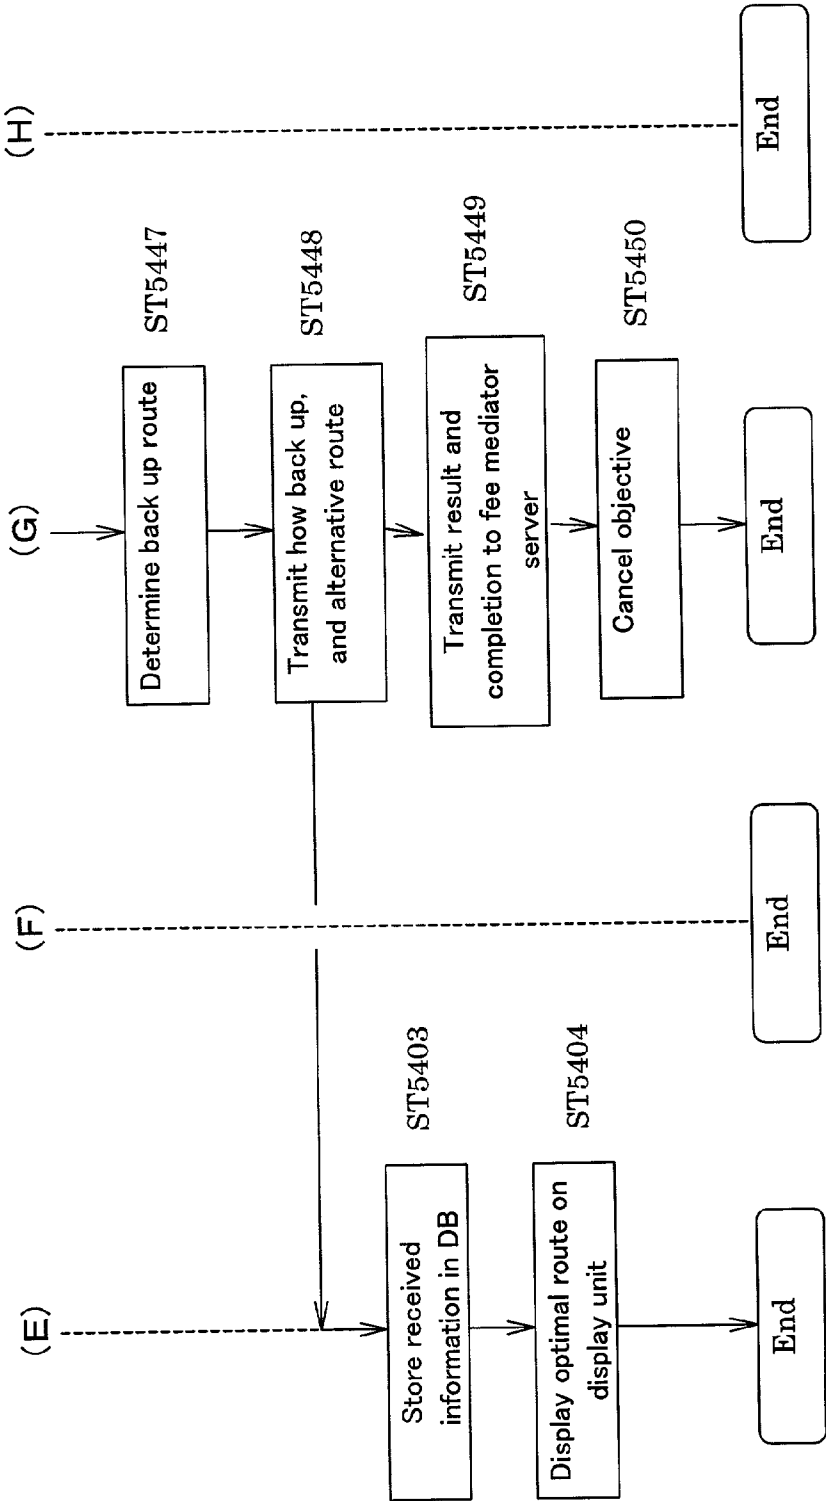 (E)
(F)
(G)
(H)
Determine back up route
ST5447
Transmit how back up,
and alternative route
ST5448
Store received
information in DB
ST5403
Transmit result and
completion to fee mediator
server
ST5449
Display optimal route on
display unit
ST5404
Cancel objective
ST5450
End
End
End
End